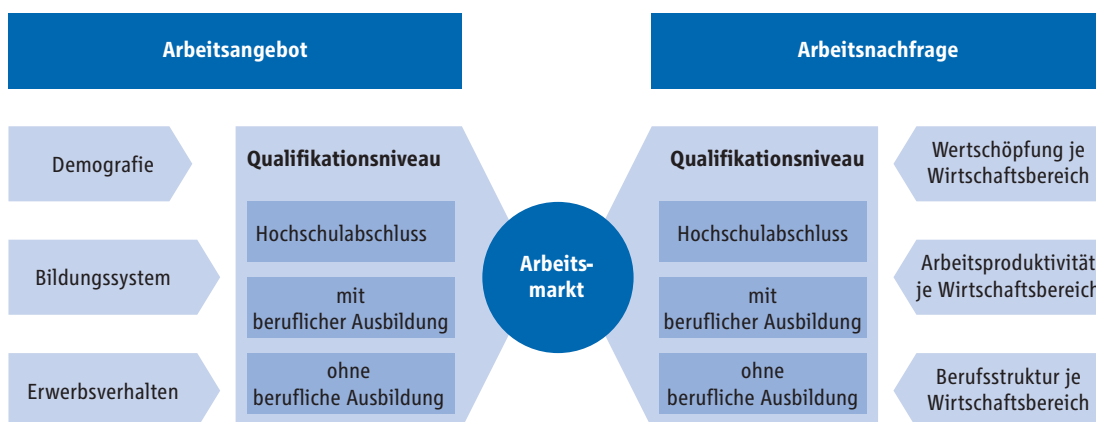 Arbeitsangebot
Arbeitsnachfrage
Demografie
Bildungssystem
Erwerbsverhalten
Qualifikationsniveau
Hochschulabschluss
mit
beruflicher Ausbildung
ohne
berufliche Ausbildung
Arbeits-
markt
Qualifikationsniveau
Hochschulabschluss
mit
beruflicher Ausbildung
ohne
berufliche Ausbildung
Wertschöpfung je
Wirtschaftsbereich
Arbeitsproduktivität
je Wirtschaftsbereich
Berufsstruktur je
Wirtschaftsbereich